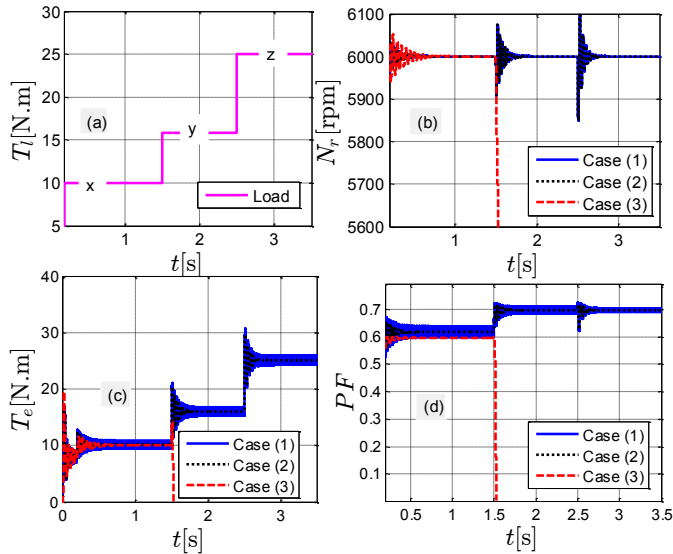 30
25
20
15
10
5
T_l[N.m]
(a)
x
y
z
Load
1 2 3
t[s]
6100
6000
5900
5800
5700
5600
N_r[rpm]
(b)
Case (1)
Case (2)
Case (3)
1 2 3
t[s]
40
30
20
10
0
T_e[N.m]
(c)
Case (1)
Case (2)
Case (3)
0 1 2 3
t[s]
0.7
0.6
0.5
0.4
0.3
0.2
0.1
PF
(d)
Case (1)
Case (2)
Case (3)
0.5 1 1.5 2 2.5 3 3.5
t[s]